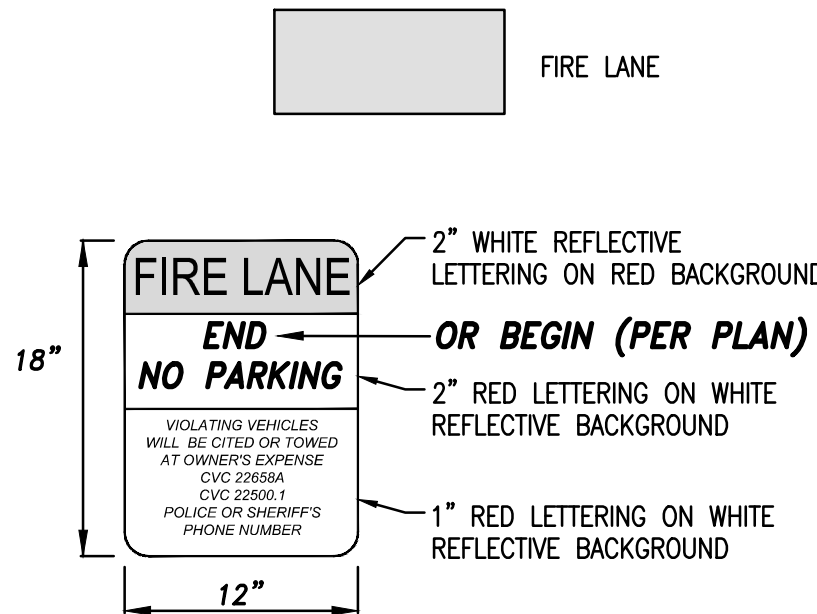 FIRE LANE
2” WHITE REFLECTIVE
LETTERING ON RED BACKGROUND
FIRE LANE
END
OR BEGIN (PER PLAN)
NO PARKING
18”
2” RED LETTERING ON WHITE
REFLECTIVE BACKGROUND
VIOLATING VEHICLES
WILL BE CITED OR TOWED
AT OWNER'S EXPENSE
CVC 22658A
CVC 22500.1
POLICE OR SHERIFF'S
PHONE NUMBER
1” RED LETTERING ON WHITE
REFLECTIVE BACKGROUND
12”